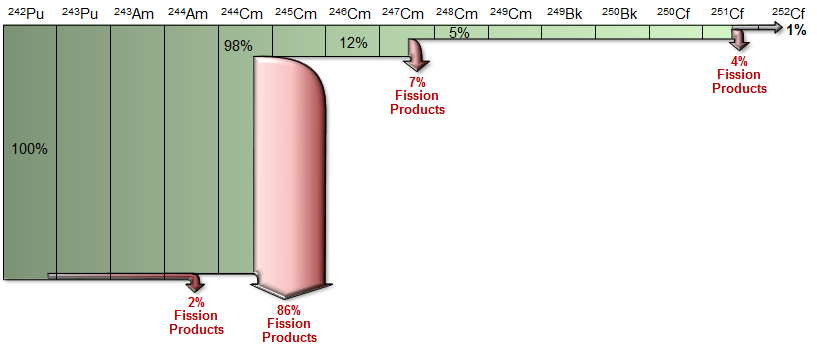 ²⁴²Pu ²⁴³Pu ²⁴³Am ²⁴⁴Am ²⁴⁴Cm ²⁴⁵Cm ²⁴⁶Cm ²⁴⁷Cm ²⁴⁸Cm ²⁴⁹Cm ²⁴⁹Bk ²⁵⁰Bk ²⁵⁰Cf ²⁵¹Cf ²⁵²Cf
100%
98%
12%
5%
1%
7%
Fission
Products
4%
Fission
Products
2%
Fission
Products
86%
Fission
Products